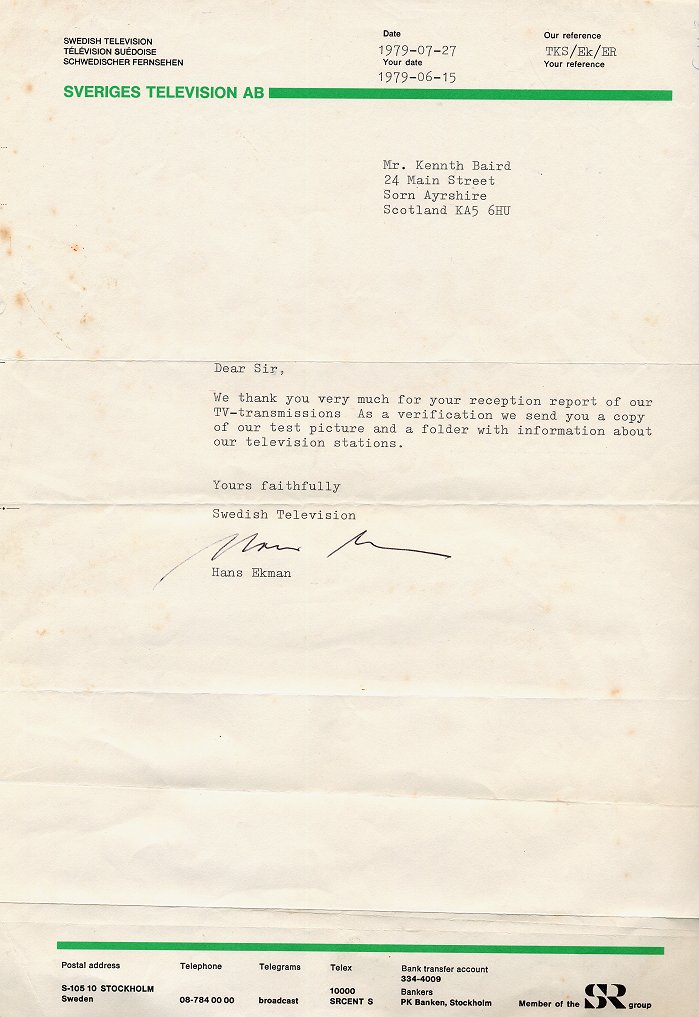 SWEDISH TELEVISION
TÉLÉVISION SUÉDOISE
SCHWEDISCHER FERNSEHEN
SVERIGES TELEVISION AB
Date
1979-07-27
Your date
1979-06-15
Our reference
TKS/Ek/ER
Your reference
Mr. Kennth Baird
24 Main Street
Sorn Ayrshire
Scotland KA5 6HU
Dear Sir,
We thank you very much for your reception report of our
TV-transmissions As a verification we send you a copy
of our test picture and a folder with information about
our television stations.
Yours faithfully
Swedish Television
Hans Ekman
Postal address
S-105 10 STOCKHOLM
Sweden
Telephone
08-784 00 00
Telegrams
broadcast
Telex
10000
SRCENT S
Bank transfer account
334-4009
Bankers
PK Banken, Stockholm
Member of the SR group